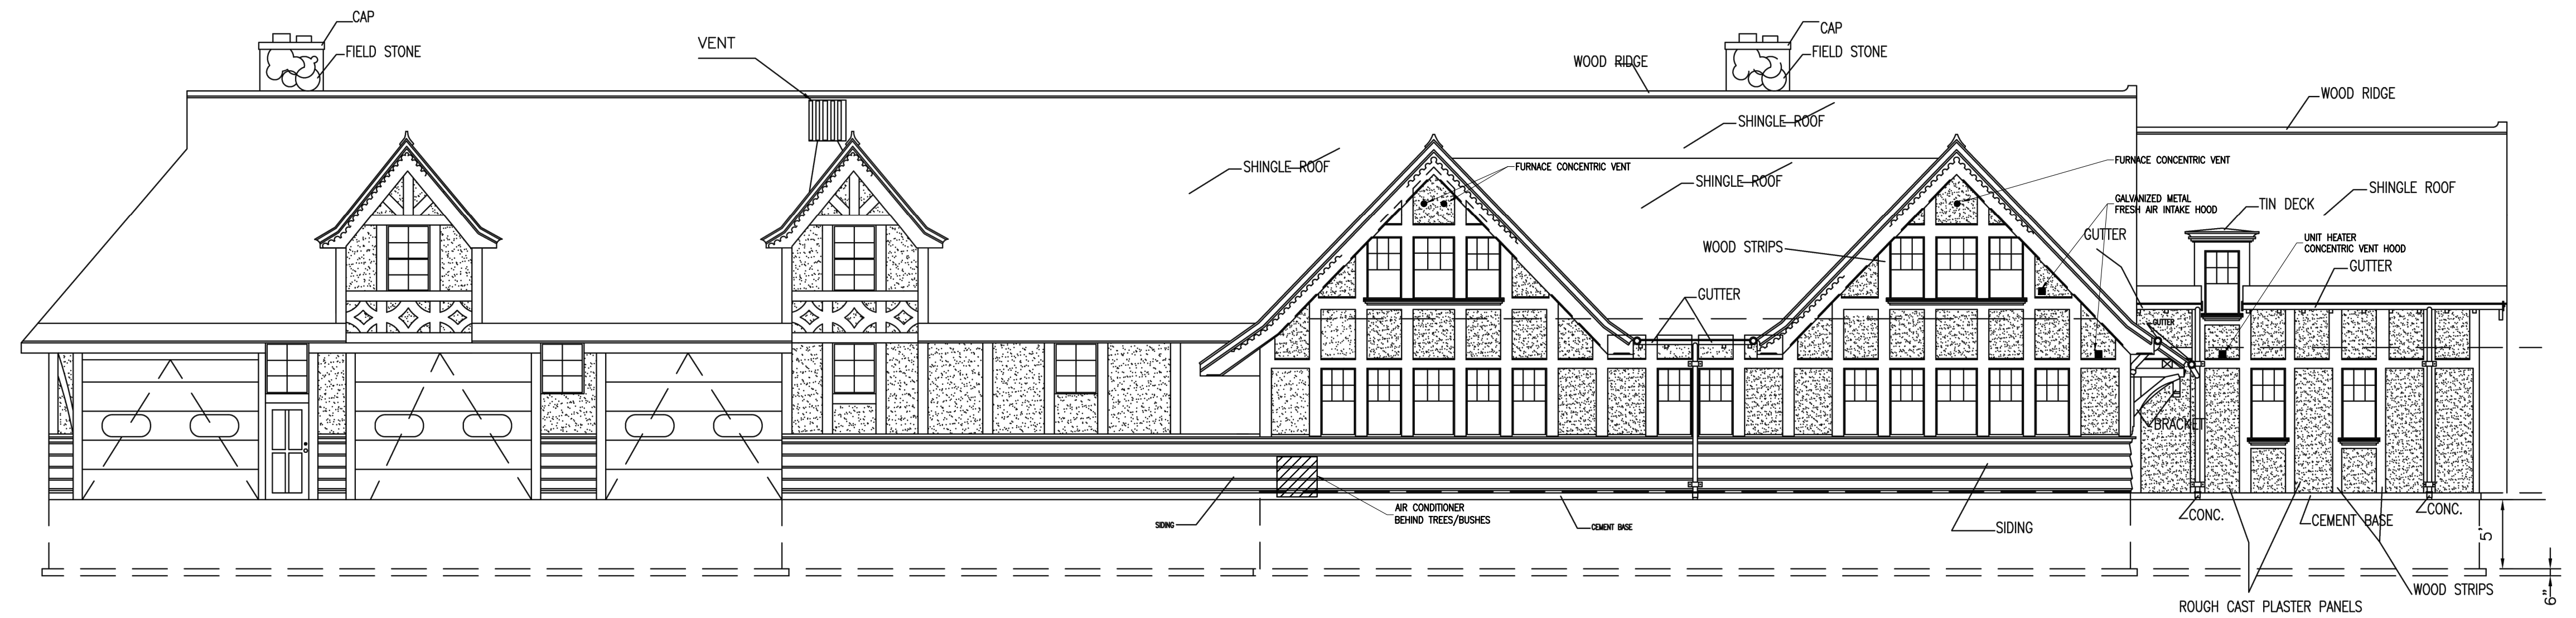 CAP
FIELD STONE
VENT
WOOD RIDGE
CAP
FIELD STONE
WOOD RIDGE
SHINGLE ROOF
SHINGLE ROOF
FURNACE CONCENTRIC VENT
SHINGLE ROOF
FURNACE CONCENTRIC VENT
SHINGLE ROOF
GALVANIZED METAL
FRESH AIR INTAKE HOOD
TIN DECK
WOOD STRIPS
GUTTER
UNIT HEATER
CONCENTRIC VENT HOOD
GUTTER
GUTTER
GUTTER
BRACKET
SIDING
AIR CONDITIONER
BEHIND TREES/BUSHES
CEMENT BASE
SIDING
CONC.
CEMENT BASE
CONC.
5'
6"
WOOD STRIPS
ROUGH CAST PLASTER PANELS